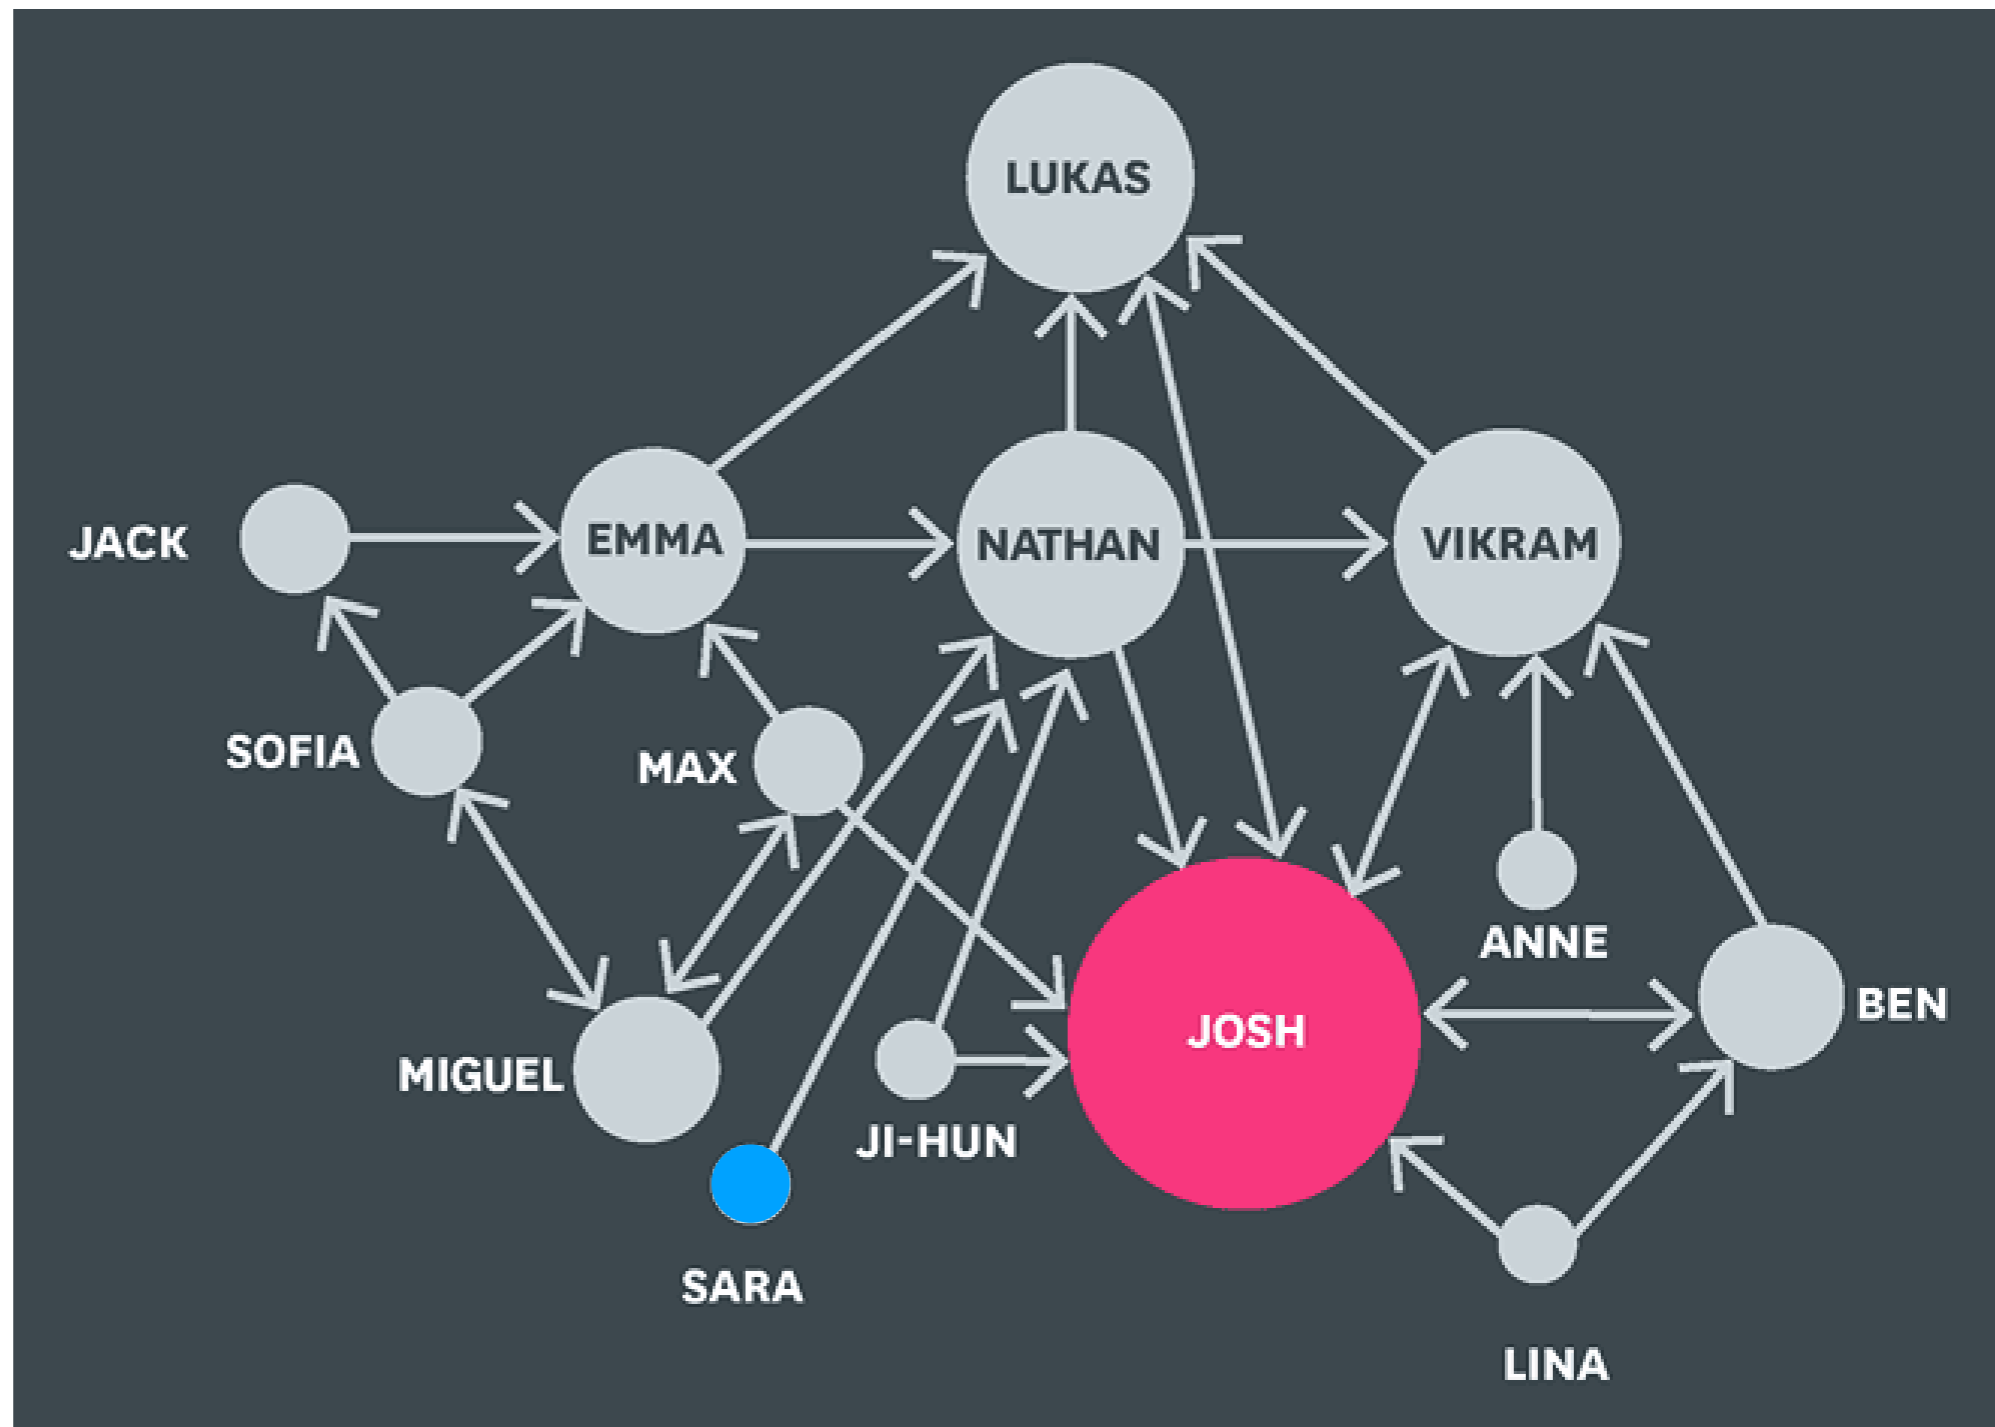 LUKAS
JACK
EMMA
NATHAN
VIKRAM
SOFIA
MAX
ANNE
BEN
JOSH
MIGUEL
JI-HUN
SARA
LINA